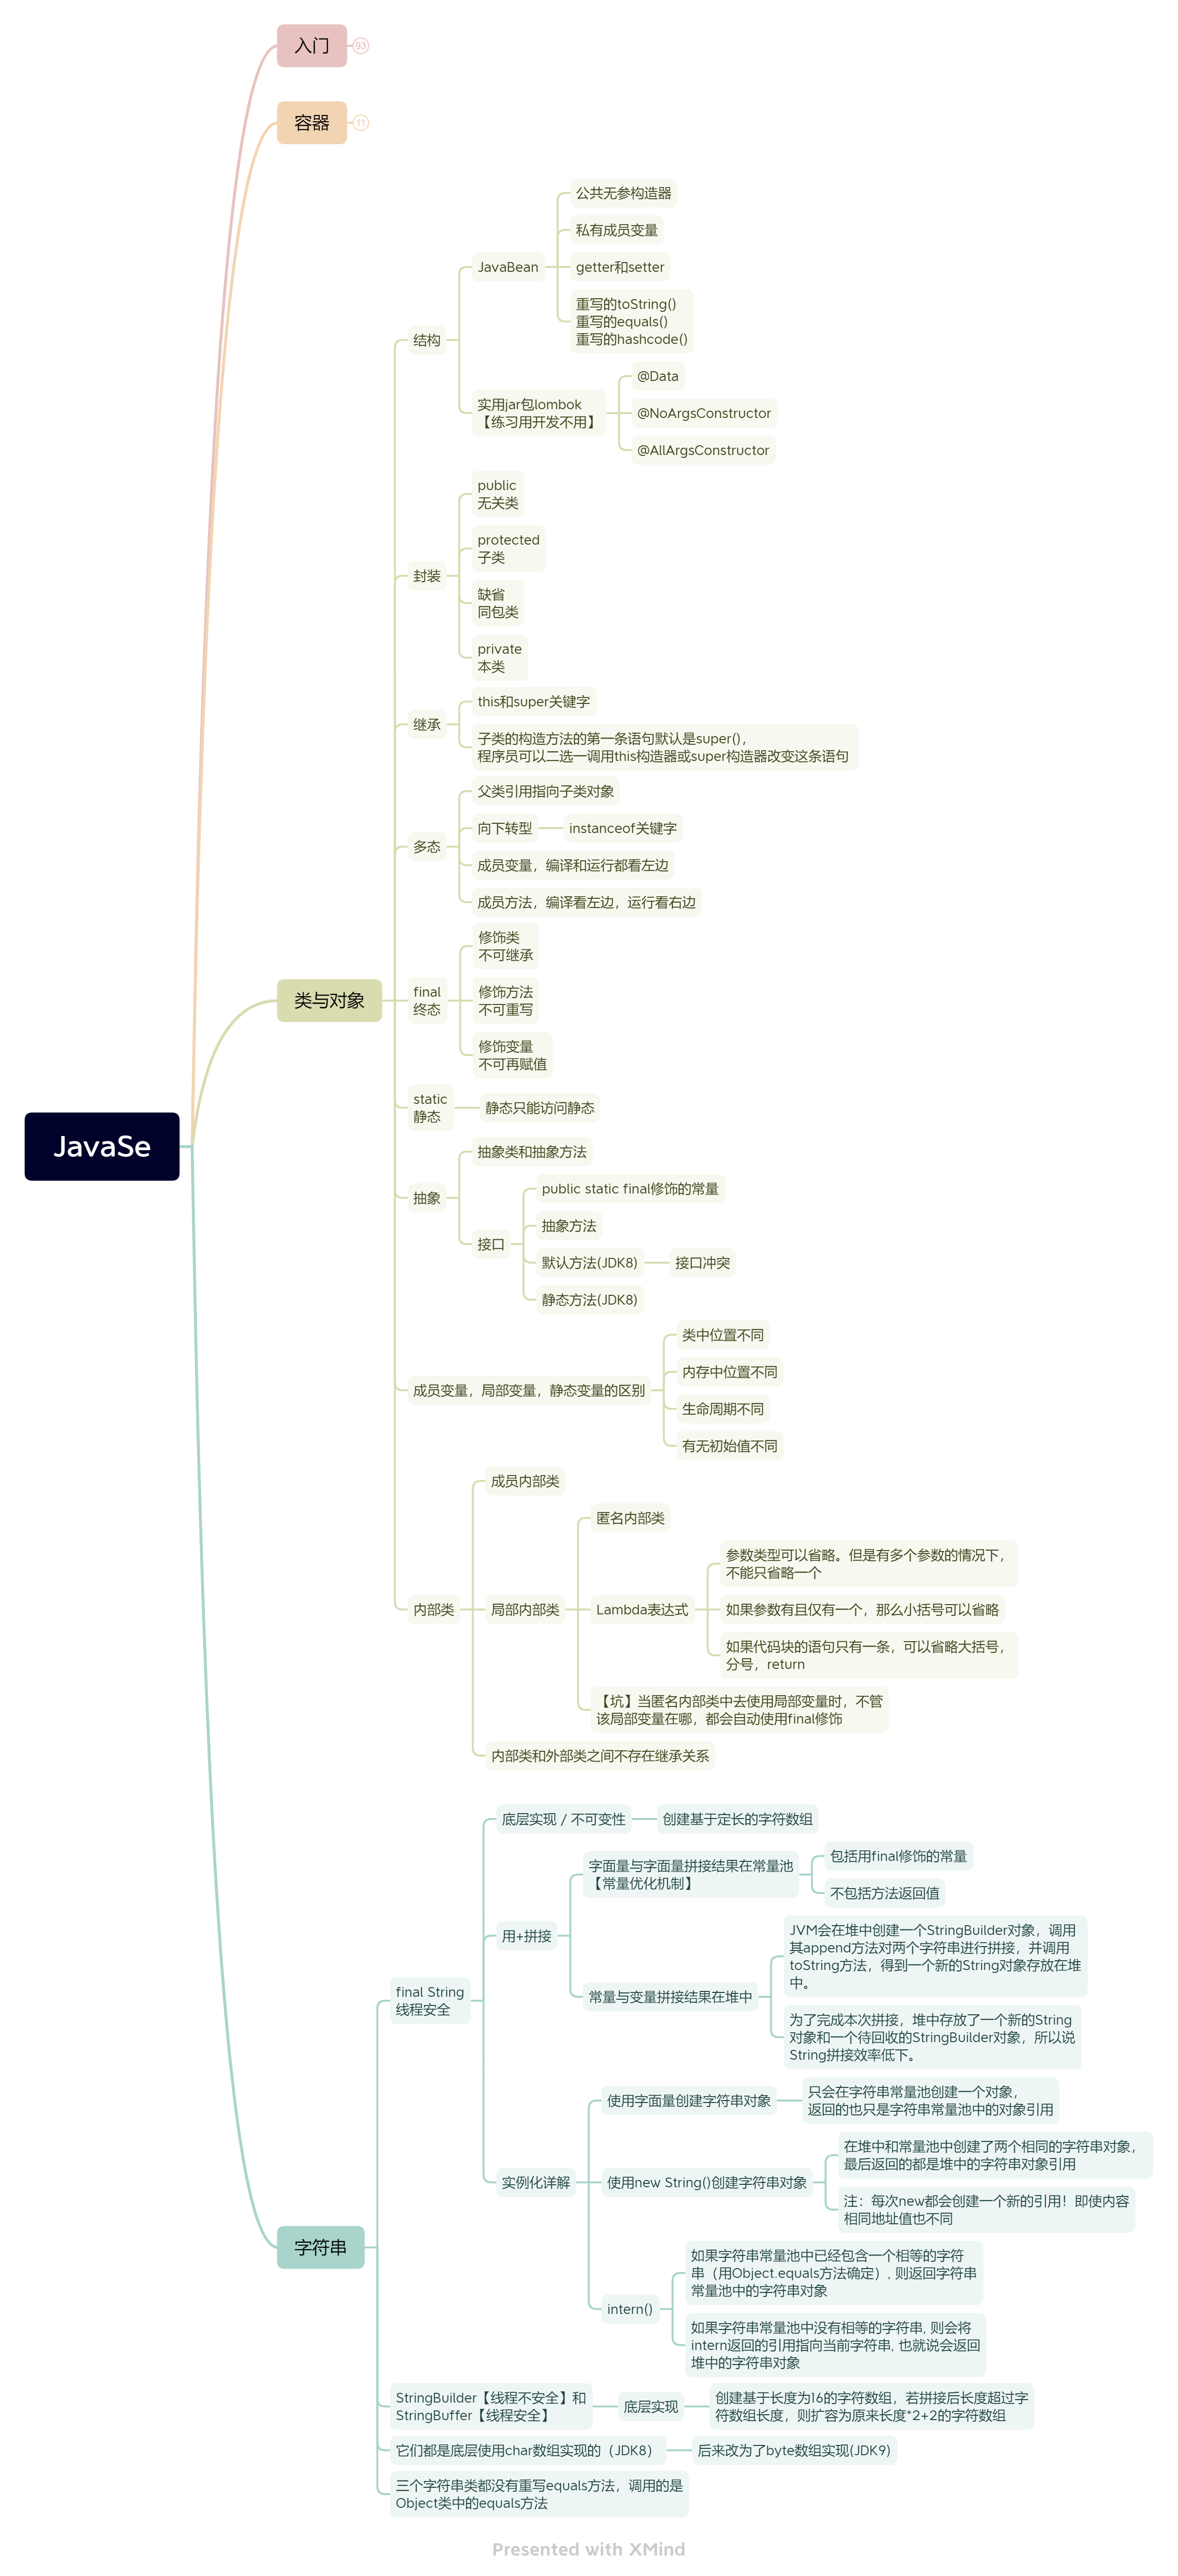 JavaSe
入门
93
容器
11
类与对象
结构
JavaBean
公共无参构造器
私有成员变量
getter和setter
重写的toString()
重写的equals()
重写的hashcode()
实用jar包lombok
【练习用开发不用】
@Data
@NoArgsConstructor
@AllArgsConstructor
封装
public
无关类
protected
子类
缺省
同包类
private
本类
继承
this和super关键字
子类的构造方法的第一条语句默认是super()，
程序员可以二选一调用this构造器或super构造器改变这条语句
多态
父类引用指向子类对象
向下转型
instanceof关键字
成员变量，编译和运行都看左边
成员方法，编译看左边，运行看右边
final
终态
修饰类
不可继承
修饰方法
不可重写
修饰变量
不可再赋值
static
静态
静态只能访问静态
抽象
抽象类和抽象方法
接口
public static final修饰的常量
抽象方法
默认方法(JDK8)
接口冲突
静态方法(JDK8)
成员变量，局部变量，静态变量的区别
类中位置不同
内存中位置不同
生命周期不同
有无初始值不同
内部类
成员内部类
局部内部类
匿名内部类
Lambda表达式
参数类型可以省略。但是有多个参数的情况下，
不能只省略一个
如果参数有且仅有一个，那么小括号可以省略
如果代码块的语句只有一条，可以省略大括号，
分号，return
【坑】当匿名内部类中去使用局部变量时，不管
该局部变量在哪，都会自动使用final修饰
内部类和外部类之间不存在继承关系
字符串
final String
线程安全
底层实现 / 不可变性
创建基于定长的字符数组
用+拼接
字面量与字面量拼接结果在常量池
【常量优化机制】
包括用final修饰的常量
不包括方法返回值
常量与变量拼接结果在堆中
JVM会在堆中创建一个StringBuilder对象，调用
其append方法对两个字符串进行拼接，并调用
toString方法，得到一个新的String对象存放在堆
中。
为了完成本次拼接，堆中存放了一个新的String
对象和一个待回收的StringBuilder对象，所以说
String拼接效率低下。
实例化详解
使用字面量创建字符串对象
只会在字符串常量池创建一个对象，
返回的也只是字符串常量池中的对象引用
使用new String()创建字符串对象
在堆中和常量池中创建了两个相同的字符串对象，
最后返回的都是堆中的字符串对象引用
注：每次new都会创建一个新的引用！即使内容
相同地址值也不同
intern()
如果字符串常量池中已经包含一个相等的字符
串（用Object.equals方法确定）, 则返回字符串
常量池中的字符串对象
如果字符串常量池中没有相等的字符串, 则会将
intern返回的引用指向当前字符串, 也就说会返回
堆中的字符串对象
StringBuilder【线程不安全】和
StringBuffer【线程安全】
底层实现
创建基于长度为16的字符数组，若拼接后长度超过字
符数组长度，则扩容为原来长度*2+2的字符数组
它们都是底层使用char数组实现的（JDK8）
后来改为了byte数组实现(JDK9)
三个字符串类都没有重写equals方法，调用的是
Object类中的equals方法
Presented with XMind